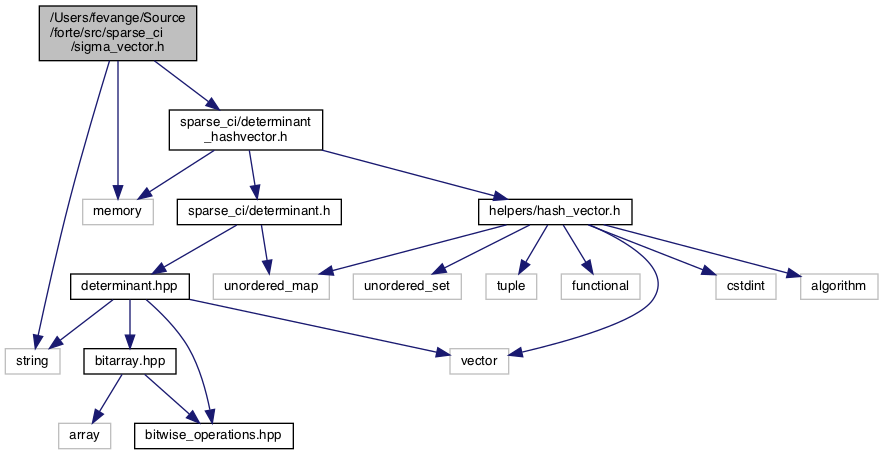 /Users/fevange/Source
/forte/src/sparse_ci
/sigma_vector.h
sparse_ci/determinant
_hashvector.h
memory
sparse_ci/determinant.h
helpers/hash_vector.h
determinant.hpp
unordered_map
unordered_set
tuple
functional
cstdint
algorithm
string
bitarray.hpp
vector
array
bitwise_operations.hpp